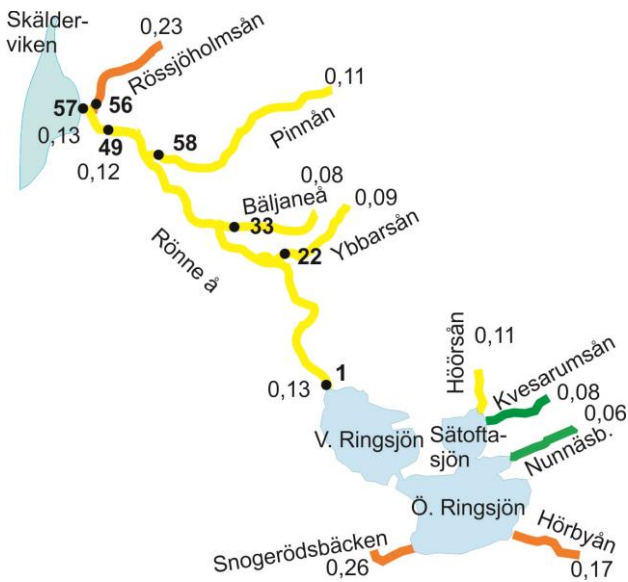 Skälder-
viken
0,23
Rössjöholmsån
57
56
0,13
49
0,12
58
0,11
Pinnån
0,08
Bäljaneå
33
0,09
Ybbarsån
22
Rönne å
1
0,13
V. Ringsjön
Höörsån
0,11
Kvesarumsån
0,08
0,06
Nunnäsb.
Sätofta-
sjön
Ö. Ringsjön
Snogerödsbäcken
0,26
Hörbyån
0,17